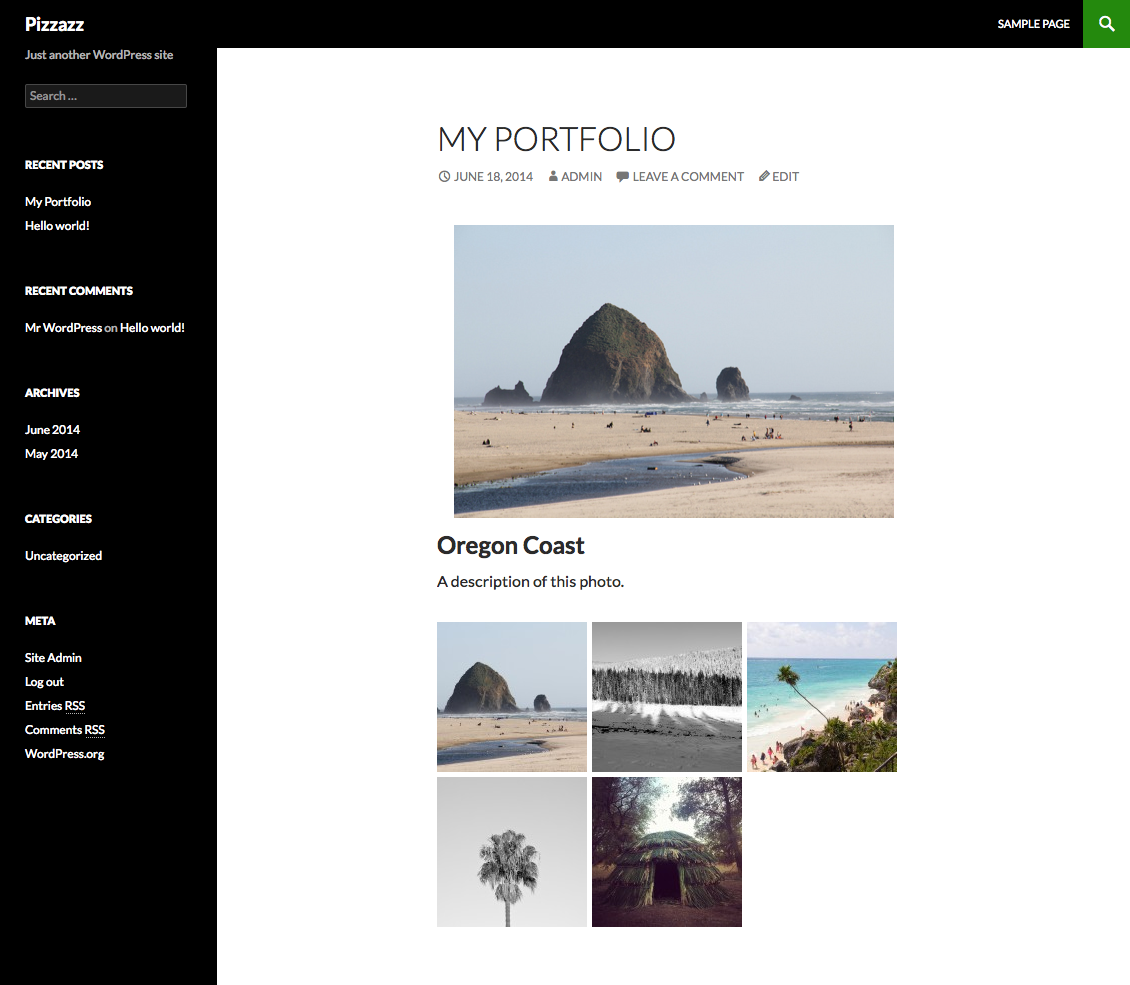 Pizzazz
SAMPLE PAGE
Just another WordPress site
Search ...
RECENT POSTS
My Portfolio
Hello world!
RECENT COMMENTS
Mr WordPress on Hello world!
ARCHIVES
June 2014
May 2014
CATEGORIES
Uncategorized
META
Site Admin
Log out
Entries RSS
Comments RSS
WordPress.org
MY PORTFOLIO
JUNE 18, 2014 ADMIN LEAVE A COMMENT EDIT
Oregon Coast
A description of this photo.